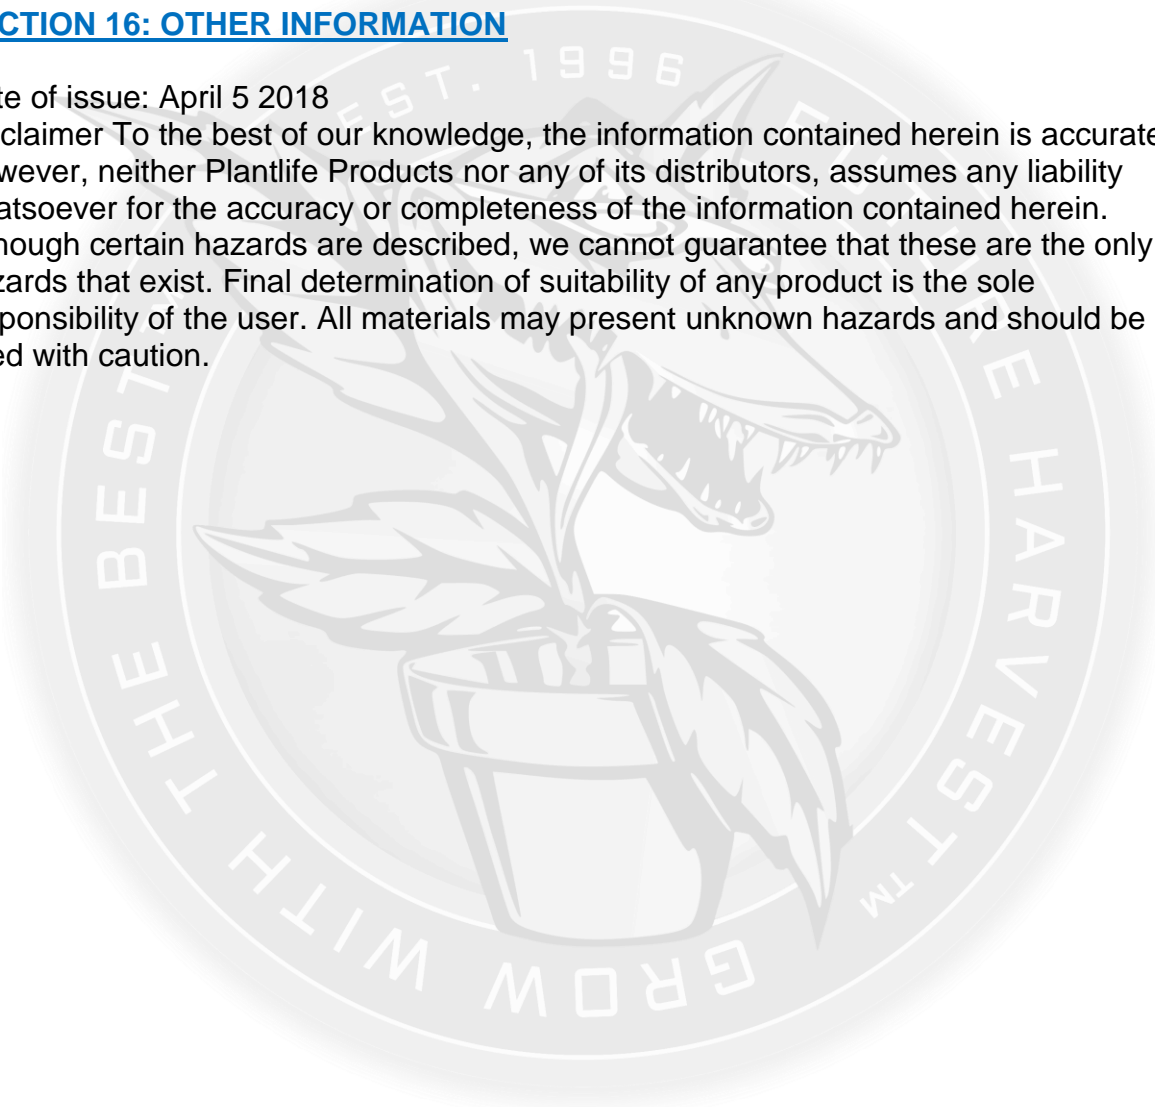 CTION 16: OTHER INFORMATION
te of issue: April 5 2018
claimer To the best of our knowledge, the information contained herein is accurate
wever, neither Plantlife Products nor any of its distributors, assumes any liability
atsoever for the accuracy or completeness of the information contained herein.
hough certain hazards are described, we cannot guarantee that these are the only
zards that exist. Final determination of suitability of any product is the sole
ponsibility of the user. All materials may present unknown hazards and should be
ed with caution.
EST. 1996
FUTURE HARVEST™
GROW WITH THE BEST™